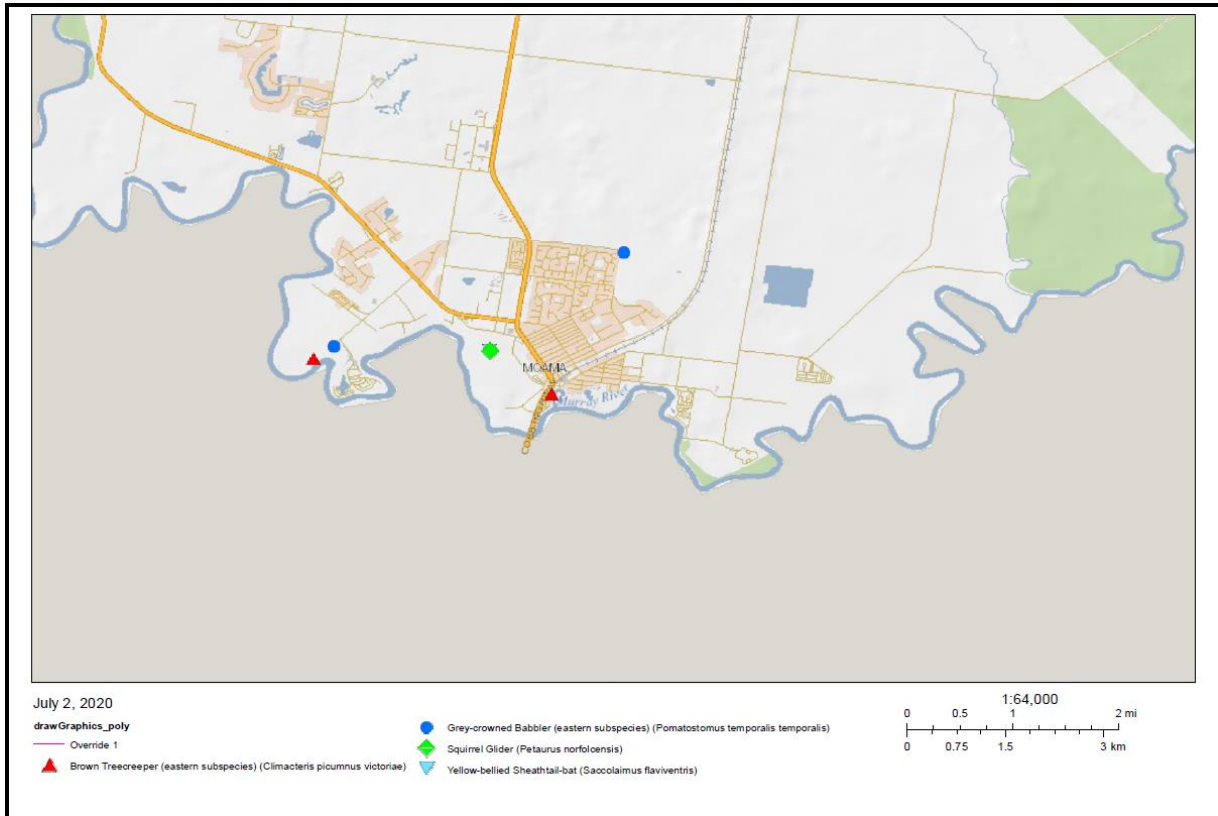 MOAMA
Murray River
July 2, 2020
drawGraphics_poly
Override 1
Brown Treecreeper (eastern subspecies) (Climacteris picumnus victoriae)
Grey-crowned Babbler (eastern subspecies) (Pomatostomus temporalis temporalis)
Squirrel Glider (Petaurus norfolcensis)
Yellow-bellied Sheathtail-bat (Saccolaimus flaviventris)
1:64,000
0 0.5 1 2 mi
0 0.75 1.5 3 km